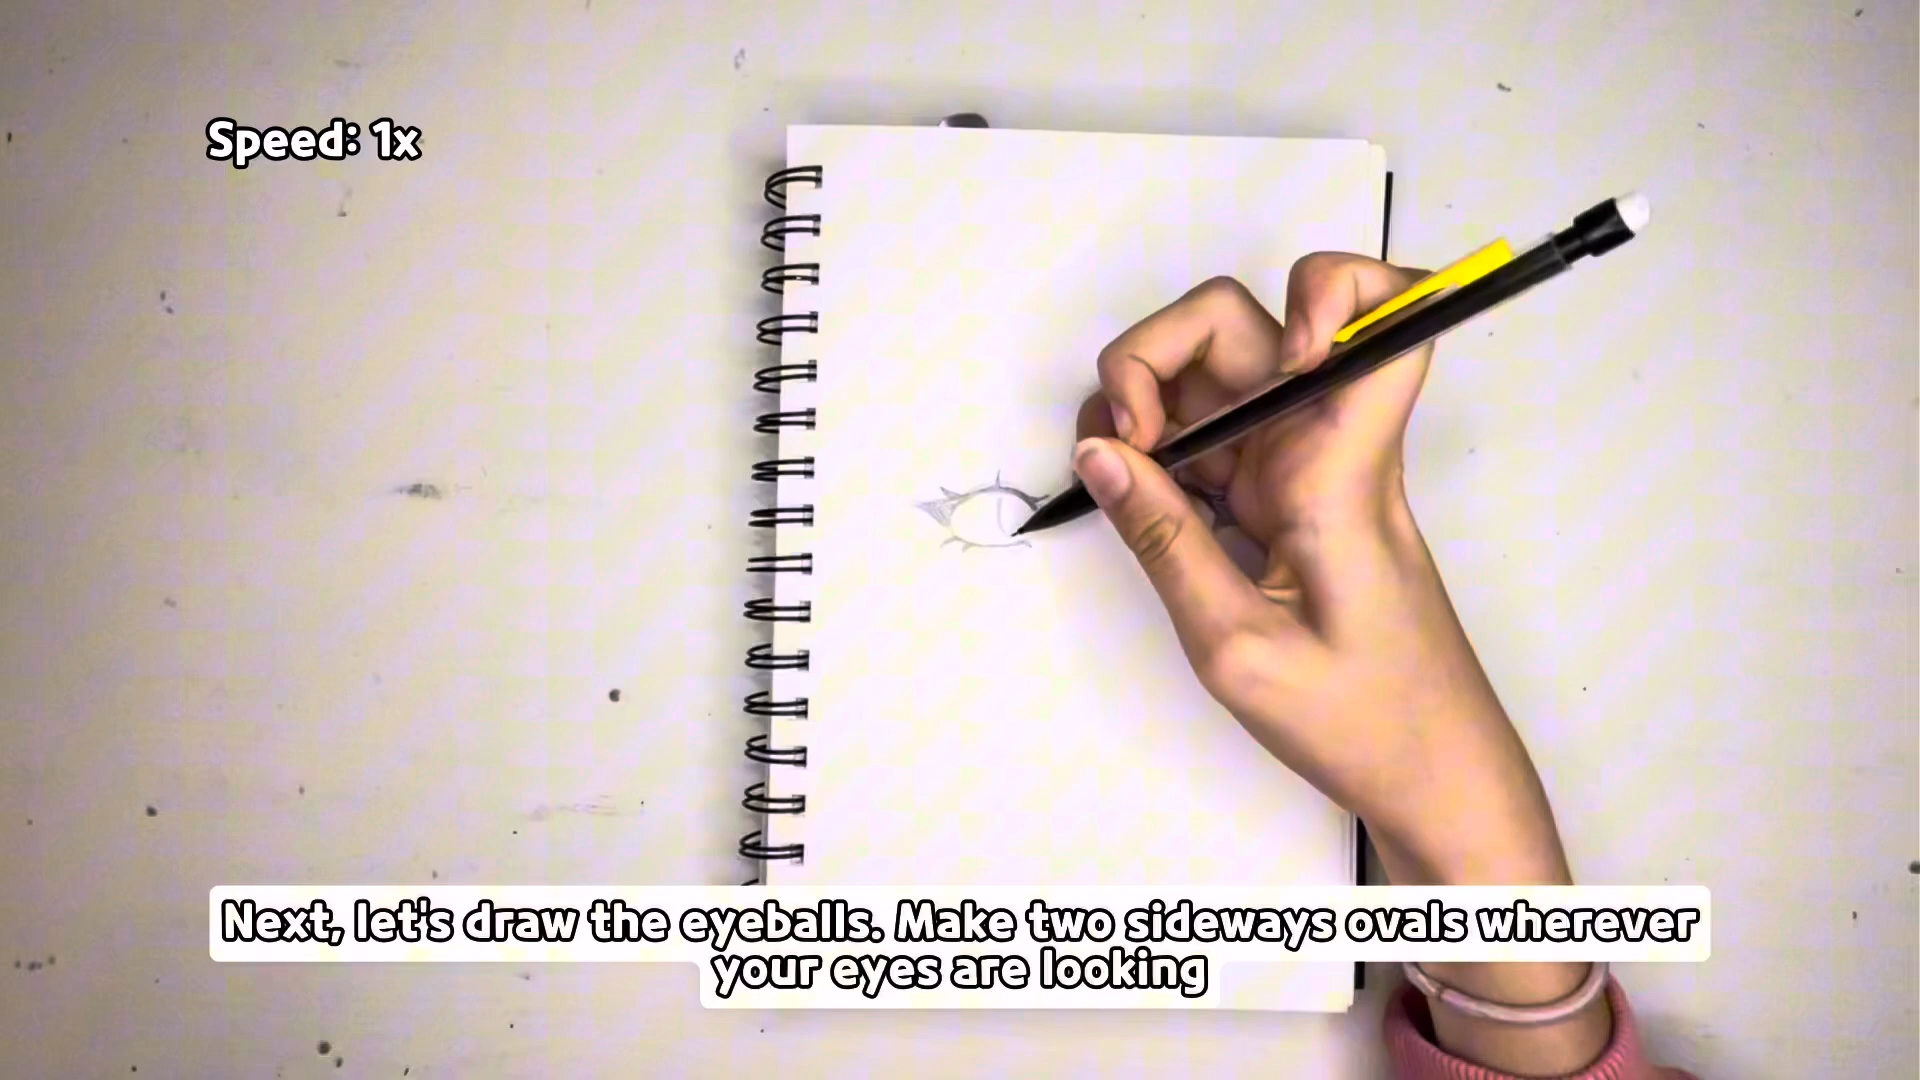 Speed: 1x
Next, let's draw the eyeballs. Make two sideways ovals wherever
your eyes are looking